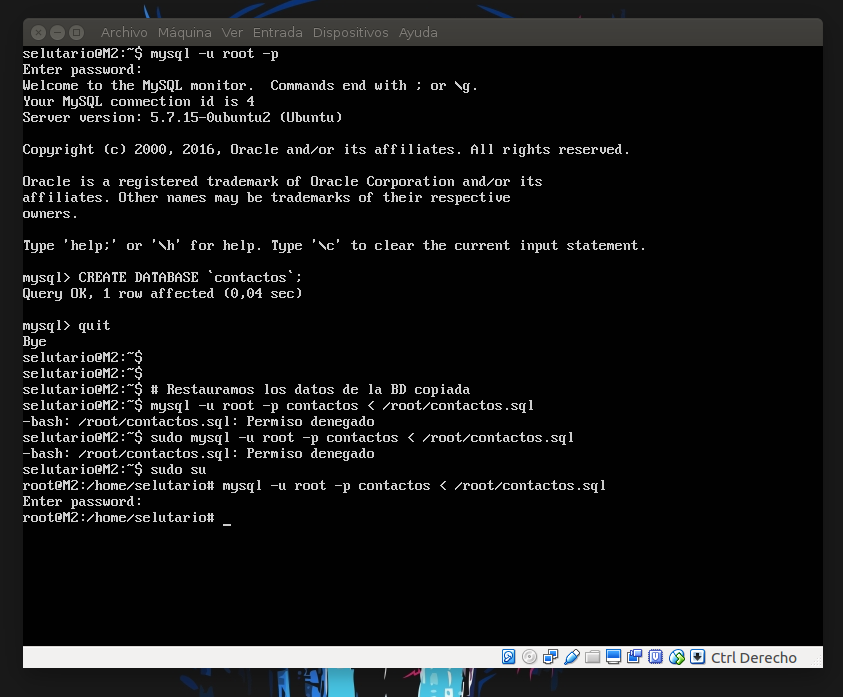 Archivo Máquina Ver Entrada Dispositivos Ayuda
selutario@M2:~$ mysql -u root -p
Enter password:
Welcome to the MySQL monitor.  Commands end with ; or \g.
Your MySQL connection id is 4
Server version: 5.7.15-0ubuntu2 (Ubuntu)
Copyright (c) 2000, 2016, Oracle and/or its affiliates. All rights reserved.
Oracle is a registered trademark of Oracle Corporation and/or its
affiliates. Other names may be trademarks of their respective
owners.
Type 'help;' or '\h' for help. Type '\c' to clear the current input statement.
mysql> CREATE DATABASE `contactos`;
Query OK, 1 row affected (0,04 sec)
mysql> quit
Bye
selutario@M2:~$
selutario@M2:~$
selutario@M2:~$ # Restauramos los datos de la BD copiada
selutario@M2:~$ mysql -u root -p contactos < /root/contactos.sql
-bash: /root/contactos.sql: Permiso denegado
selutario@M2:~$ sudo mysql -u root -p contactos < /root/contactos.sql
-bash: /root/contactos.sql: Permiso denegado
selutario@M2:~$ sudo su
root@M2:/home/selutario# mysql -u root -p contactos < /root/contactos.sql
Enter password:
root@M2:/home/selutario# _
Ctrl Derecho